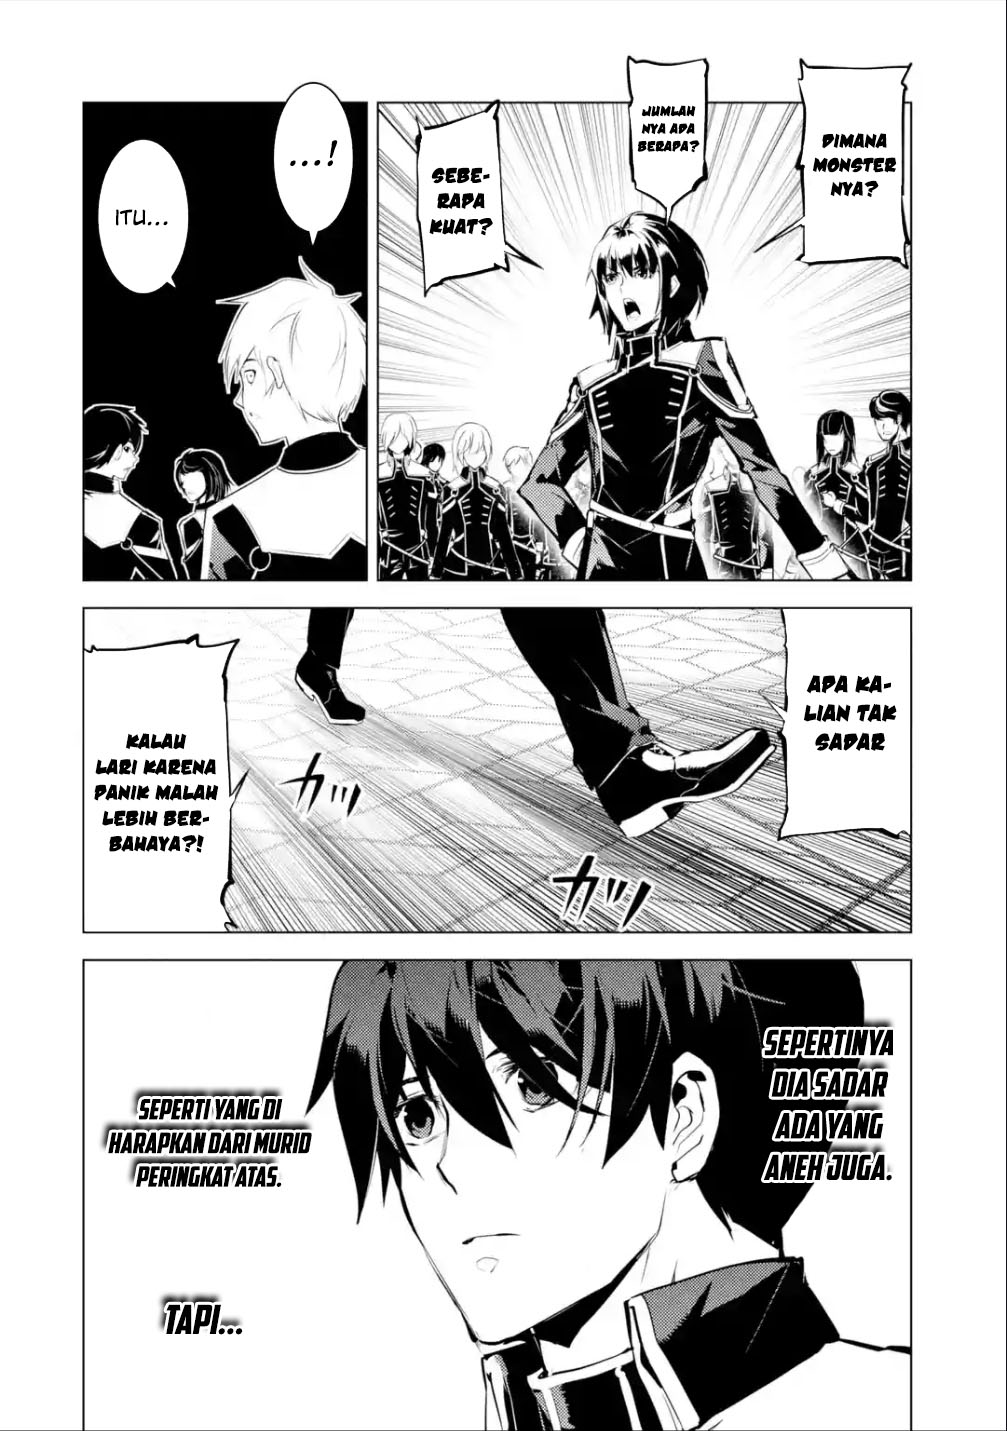 DIMANA
MONSTER
NYA?
JUMLAH
NYA ADA
BERAPA?
SEBE-
RAPA
KUAT?
...!
ITU...
APA KA-
LIAN TAK
SADAR
KALAU
LARI KARENA
PANIK MALAH
LEBIH BER-
BAHAYA?!
カッ
カッ
SEPERTINYA
DIA SADAR
ADA YANG
ANEH JUGA.
SEPERTI YANG DI
HARAPKAN DARI MURID
PERINGKAT ATAS.
TAPI...